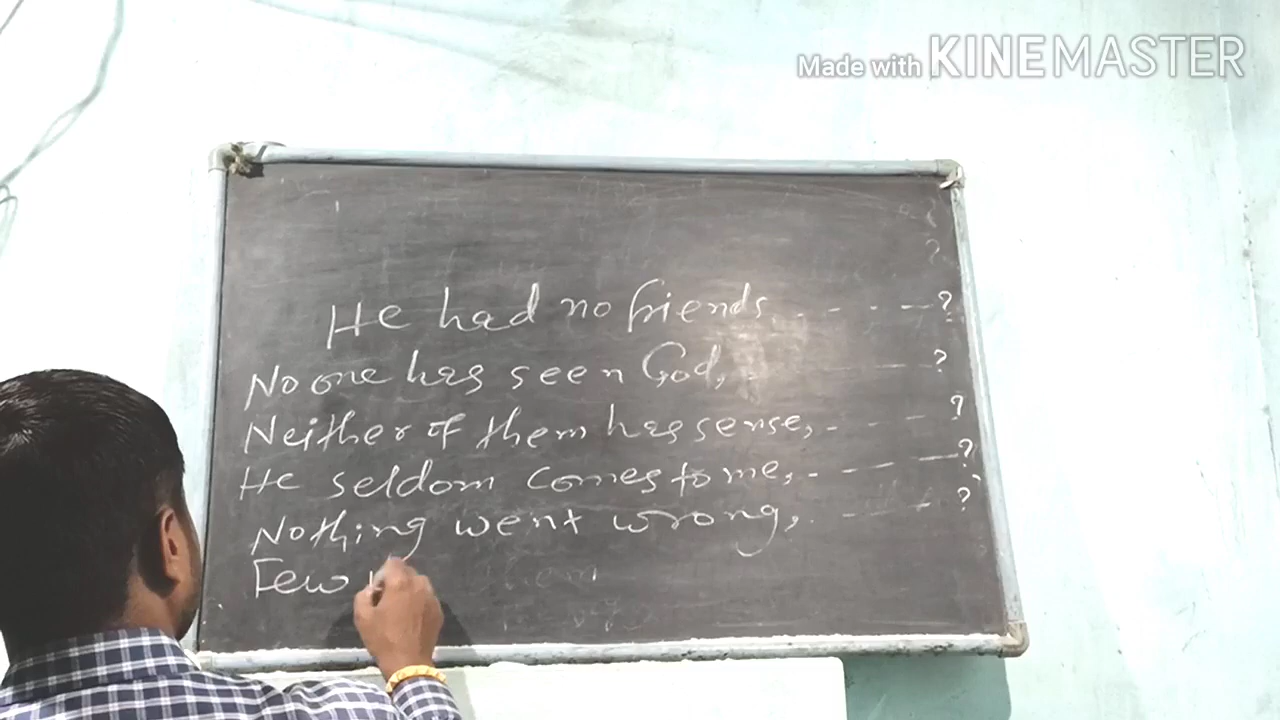 Made with KINEMASTER
He had no friends, - - - - ?
No one has seen God, - - - ?
Neither of them has sense, - - - - ?
He seldom comes to me, - - - - ?
Nothing went wrong, - - - - ?
Few